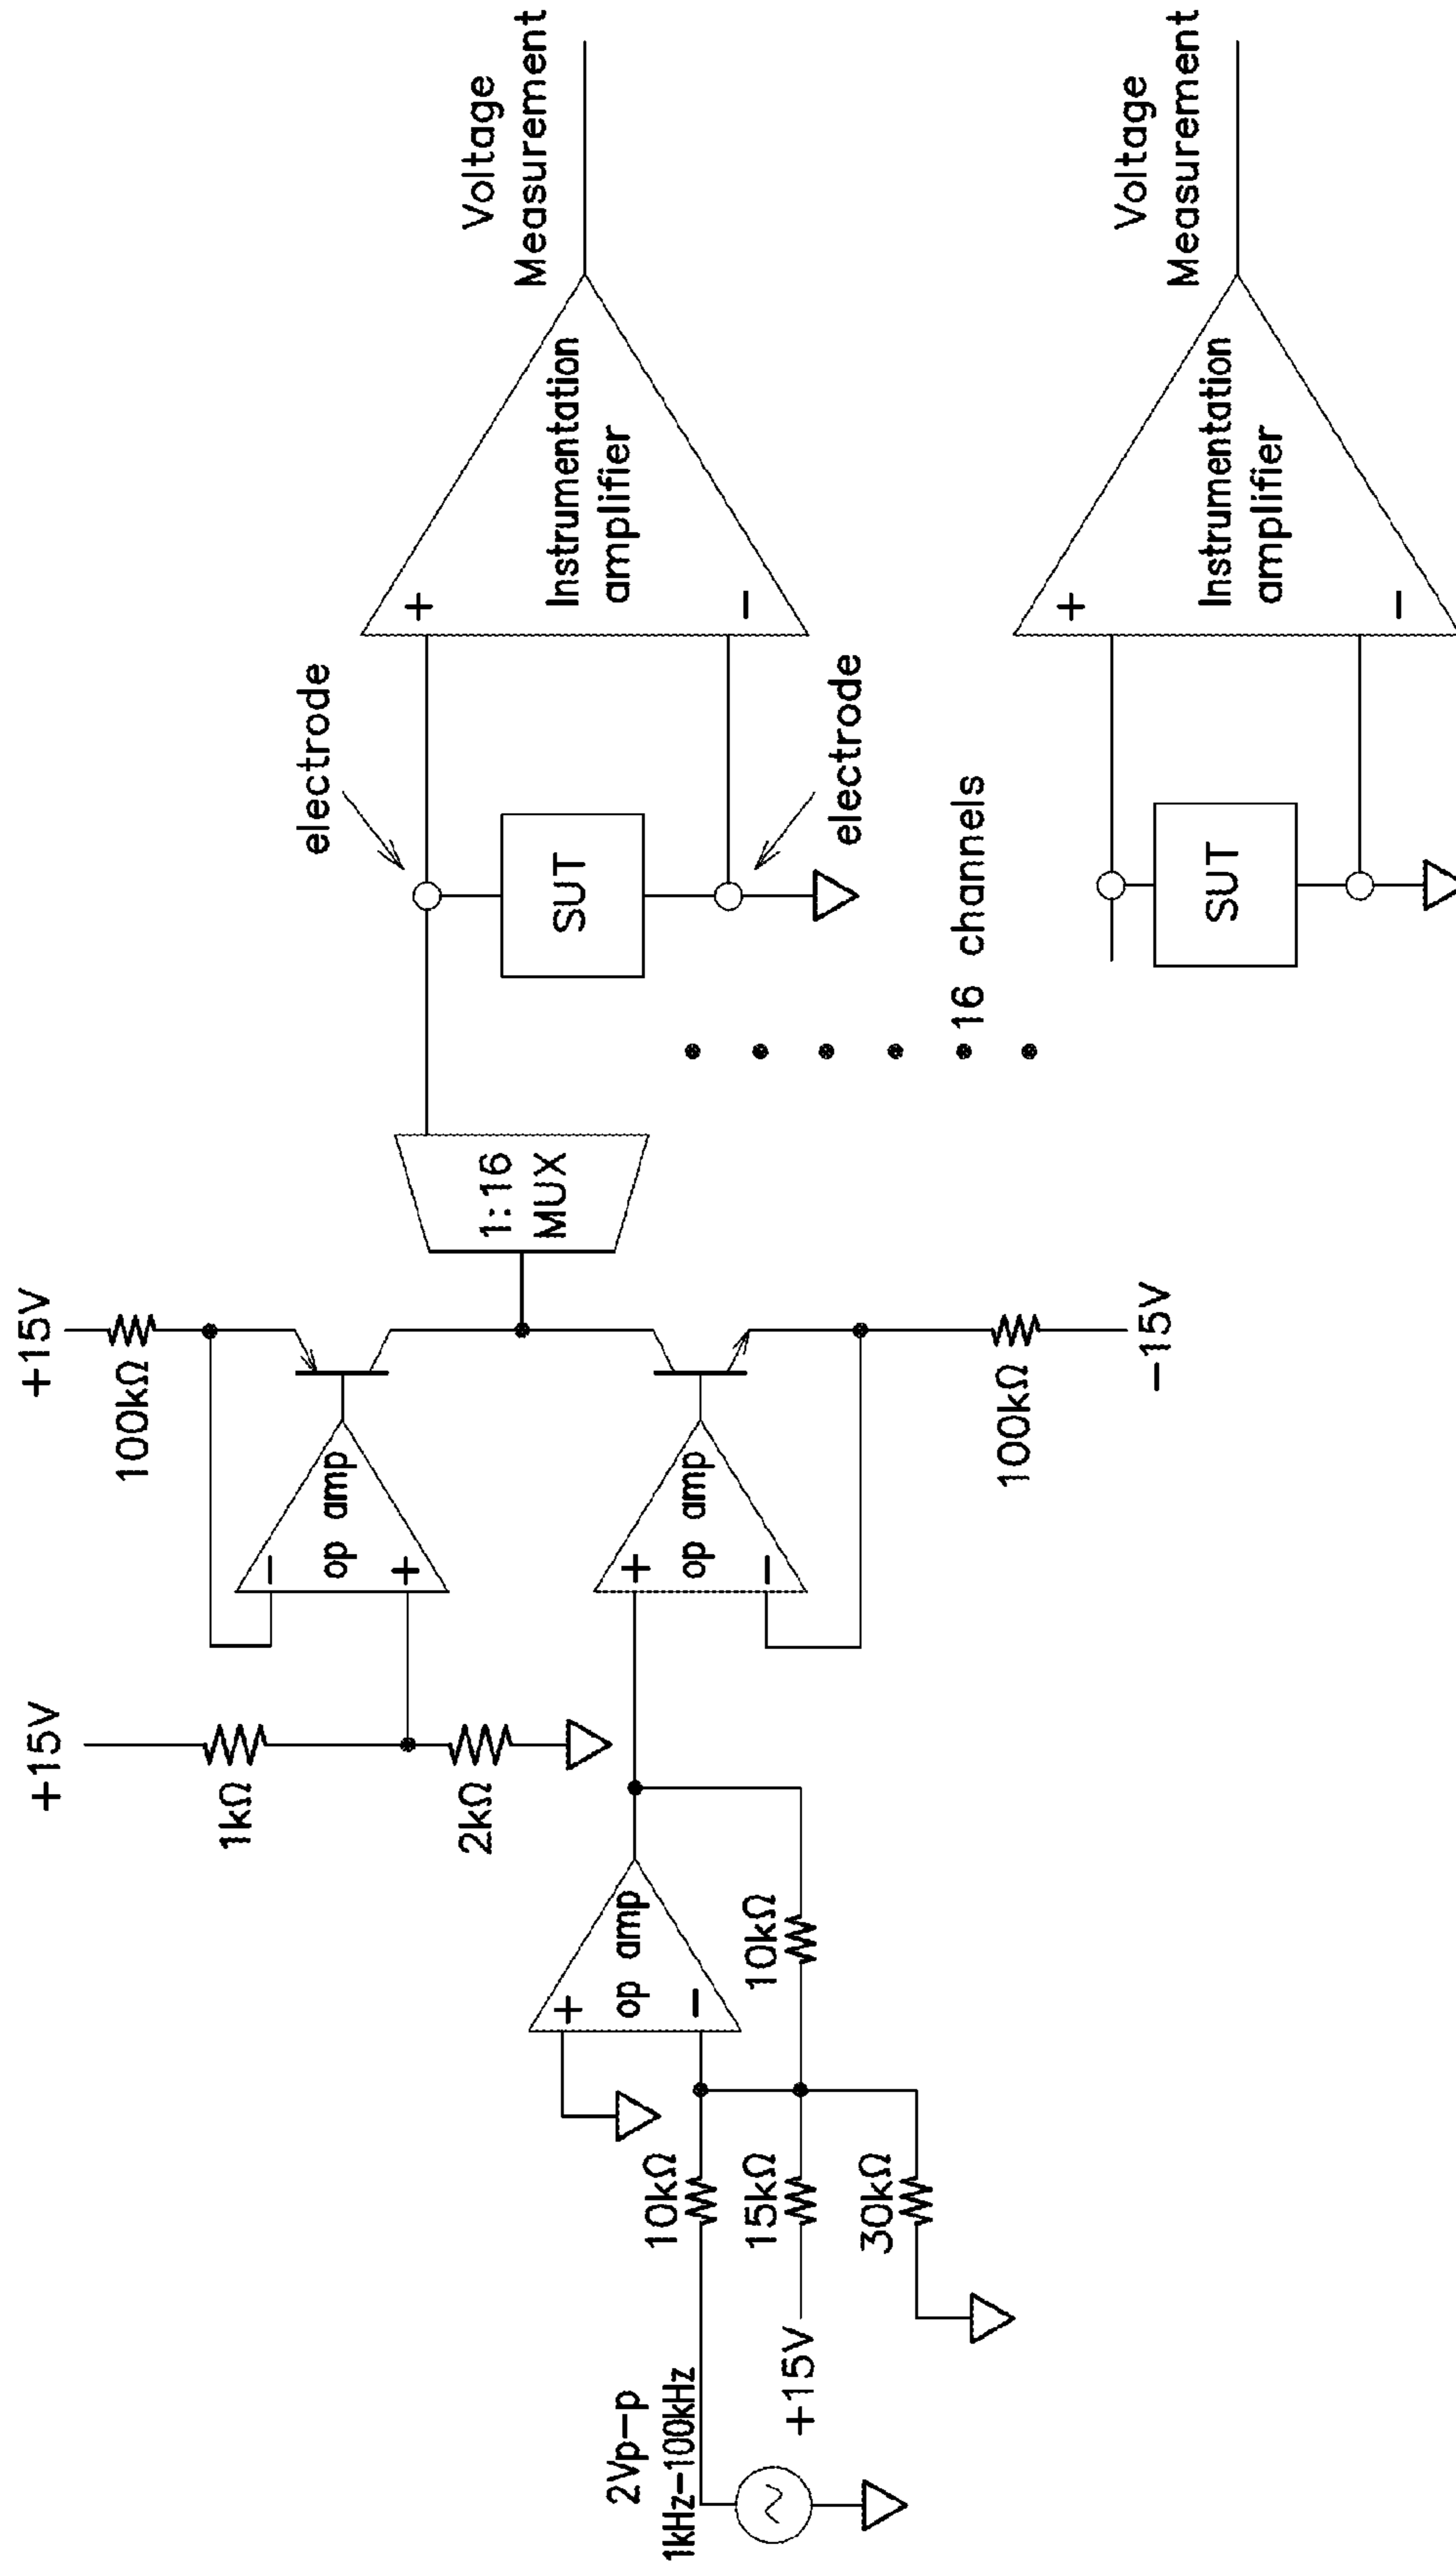 2Vp-p
1kHz-100kHz
10kΩ
+15V
15kΩ
30kΩ
+
op amp
-
10kΩ
+15V
1kΩ
2kΩ
-
op amp
+
+
op amp
-
+15V
100kΩ
100kΩ
-15V
1:16
MUX
electrode
SUT
electrode
+
Instrumentation
amplifier
-
Voltage
Measurement
16 channels
SUT
+
Instrumentation
amplifier
-
Voltage
Measurement